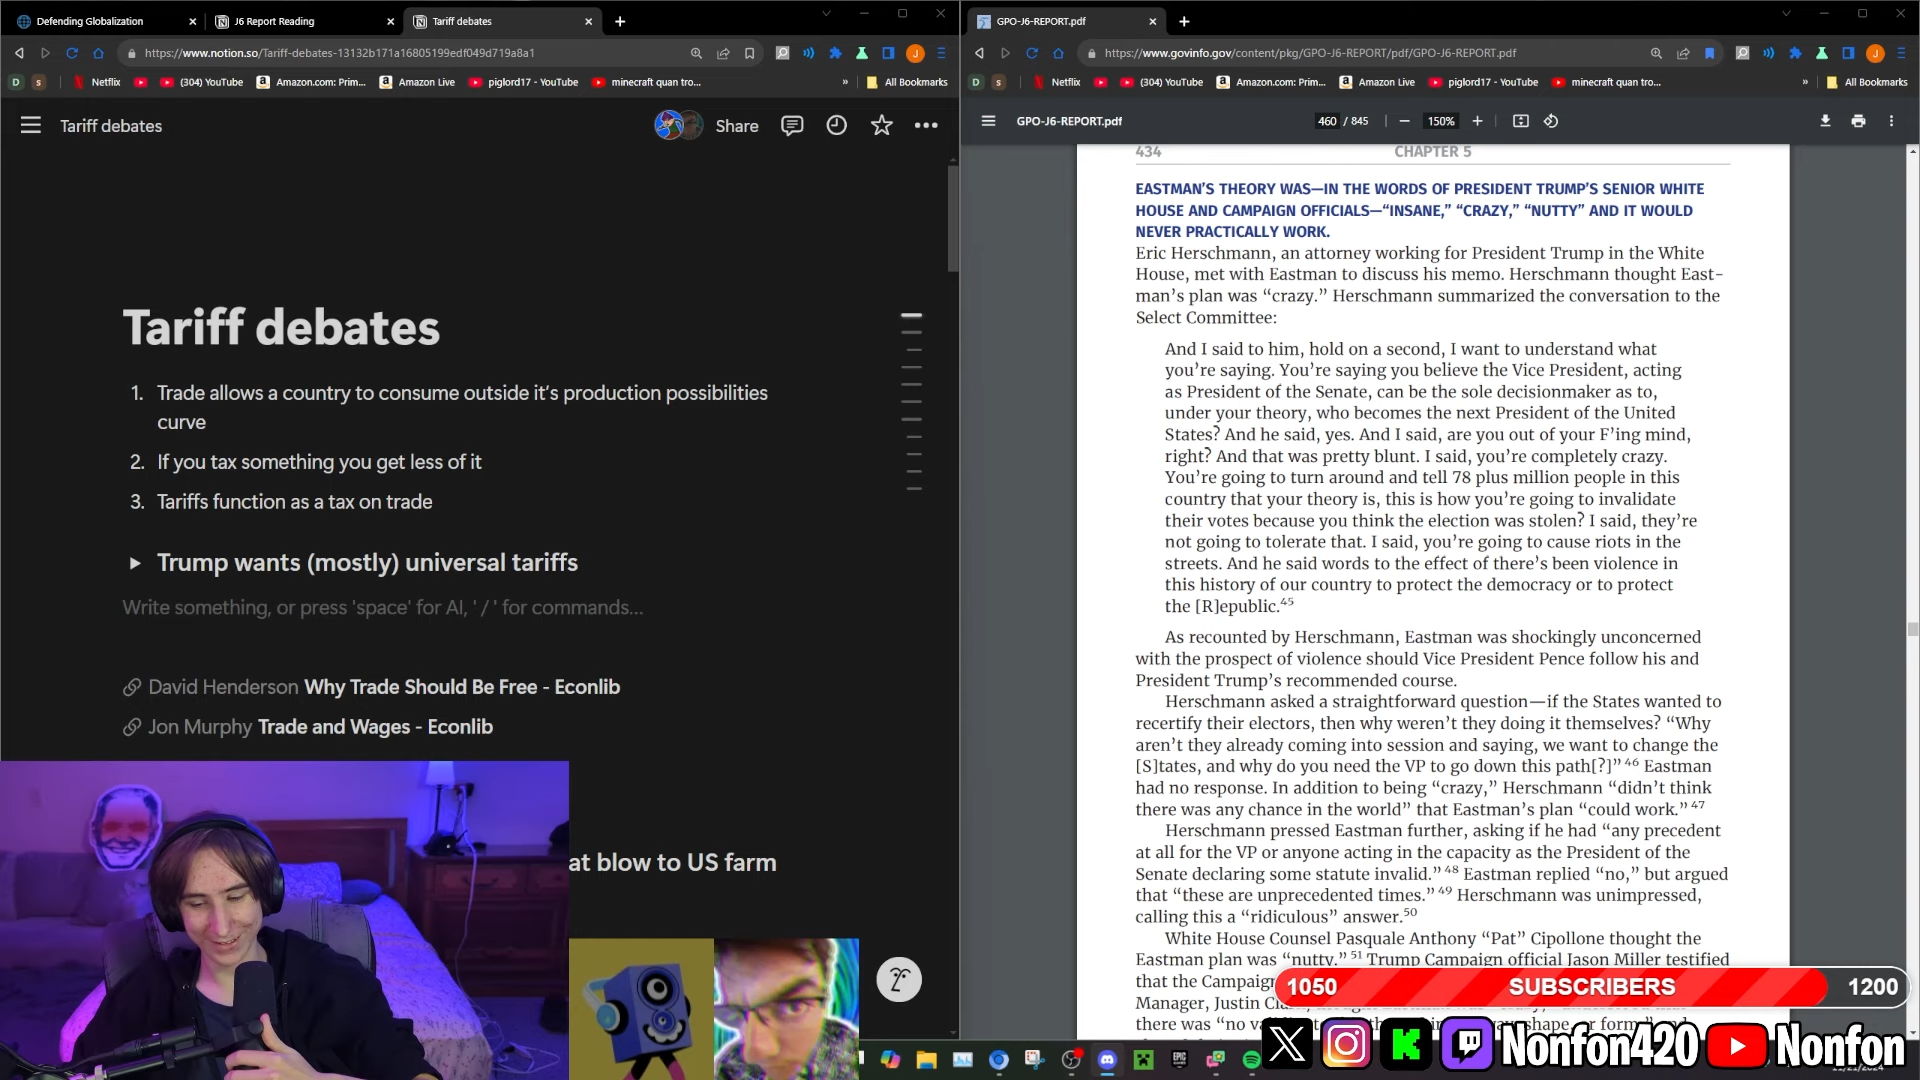 Defending Globalization
J6 Report Reading
Tariff debates
https://www.notion.so/Tariff-debates-13132b171a16805199edf049d719a8a1
D
s
Netflix
(304) YouTube
Amazon.com: Prim...
Amazon Live
piglord17 - YouTube
minecraft quan tro...
»
All Bookmarks
Tariff debates
Share
Tariff debates
1. Trade allows a country to consume outside it's production possibilities
curve
2. If you tax something you get less of it
3. Tariffs function as a tax on trade
Trump wants (mostly) universal tariffs
Write something, or press 'space' for AI, ' / ' for commands...
David Henderson Why Trade Should Be Free - Econlib
Jon Murphy Trade and Wages - Econlib
at blow to US farm
GPO-J6-REPORT.pdf
https://www.govinfo.gov/content/pkg/GPO-J6-REPORT/pdf/GPO-J6-REPORT.pdf
D
s
Netflix
(304) YouTube
Amazon.com: Prim...
Amazon Live
piglord17 - YouTube
minecraft quan tro...
»
All Bookmarks
GPO-J6-REPORT.pdf
460 / 845
150%
434 CHAPTER 5
EASTMAN'S THEORY WAS—IN THE WORDS OF PRESIDENT TRUMP'S SENIOR WHITE
HOUSE AND CAMPAIGN OFFICIALS—“INSANE,” “CRAZY,” “NUTTY” AND IT WOULD
NEVER PRACTICALLY WORK.
Eric Herschmann, an attorney working for President Trump in the White
House, met with Eastman to discuss his memo. Herschmann thought East-
man's plan was “crazy.” Herschmann summarized the conversation to the
Select Committee:
And I said to him, hold on a second, I want to understand what
you're saying. You're saying you believe the Vice President, acting
as President of the Senate, can be the sole decisionmaker as to,
under your theory, who becomes the next President of the United
States? And he said, yes. And I said, are you out of your F'ing mind,
right? And that was pretty blunt. I said, you're completely crazy.
You're going to turn around and tell 78 plus million people in this
country that your theory is, this is how you're going to invalidate
their votes because you think the election was stolen? I said, they're
not going to tolerate that. I said, you're going to cause riots in the
streets. And he said words to the effect of there's been violence in
this history of our country to protect the democracy or to protect
the [R]epublic.45
As recounted by Herschmann, Eastman was shockingly unconcerned
with the prospect of violence should Vice President Pence follow his and
President Trump's recommended course.
Herschmann asked a straightforward question—if the States wanted to
recertify their electors, then why weren't they doing it themselves? “Why
aren't they already coming into session and saying, we want to change the
[S]tates, and why do you need the VP to go down this path[?]” 46 Eastman
had no response. In addition to being “crazy,” Herschmann “didn't think
there was any chance in the world” that Eastman's plan “could work.” 47
Herschmann pressed Eastman further, asking if he had “any precedent
at all for the VP or anyone acting in the capacity as the President of the
Senate declaring some statute invalid.” 48 Eastman replied “no,” but argued
that “these are unprecedented times.” 49 Herschmann was unimpressed,
calling this a “ridiculous” answer.50
White House Counsel Pasquale Anthony “Pat” Cipollone thought the
Eastman plan was “nutty.” 51 Trump Campaign official Jason Miller testified
that the Campaign
Manager, Justin
there was “no
1050 SUBSCRIBERS 1200
Nonfon420 Nonfon